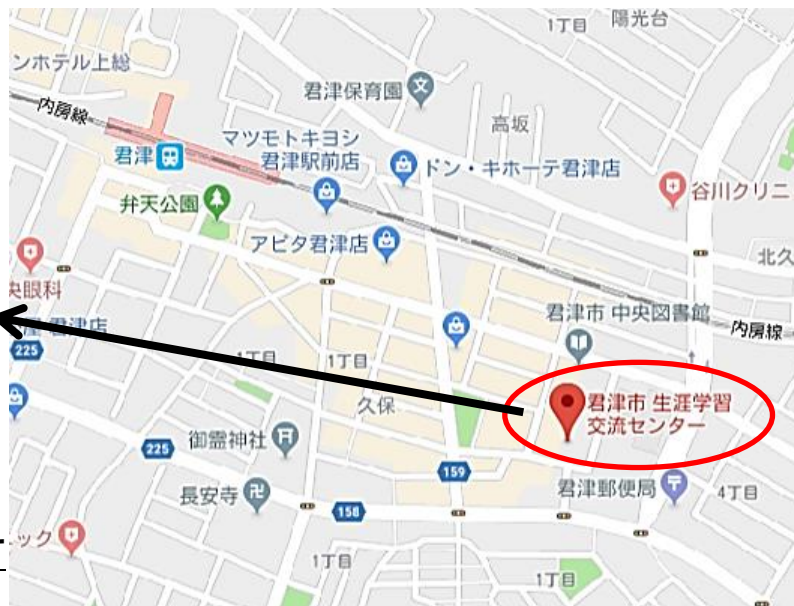 1丁目
陽光台
ンホテル上総
君津保育園
内房線
高坂
マツモトキヨシ
君津駅前店
君津
ドン・キホーテ君津店
谷川クリニ
弁天公園
アピタ君津店
北久
央眼科
君津市 中央図書館
内房線
屋 君津店
225
1丁目
1丁目
君津市 生涯学習
交流センター
久保
御霊神社
225
159
君津郵便局
4丁目
長安寺
158
ック
1丁目
1丁目